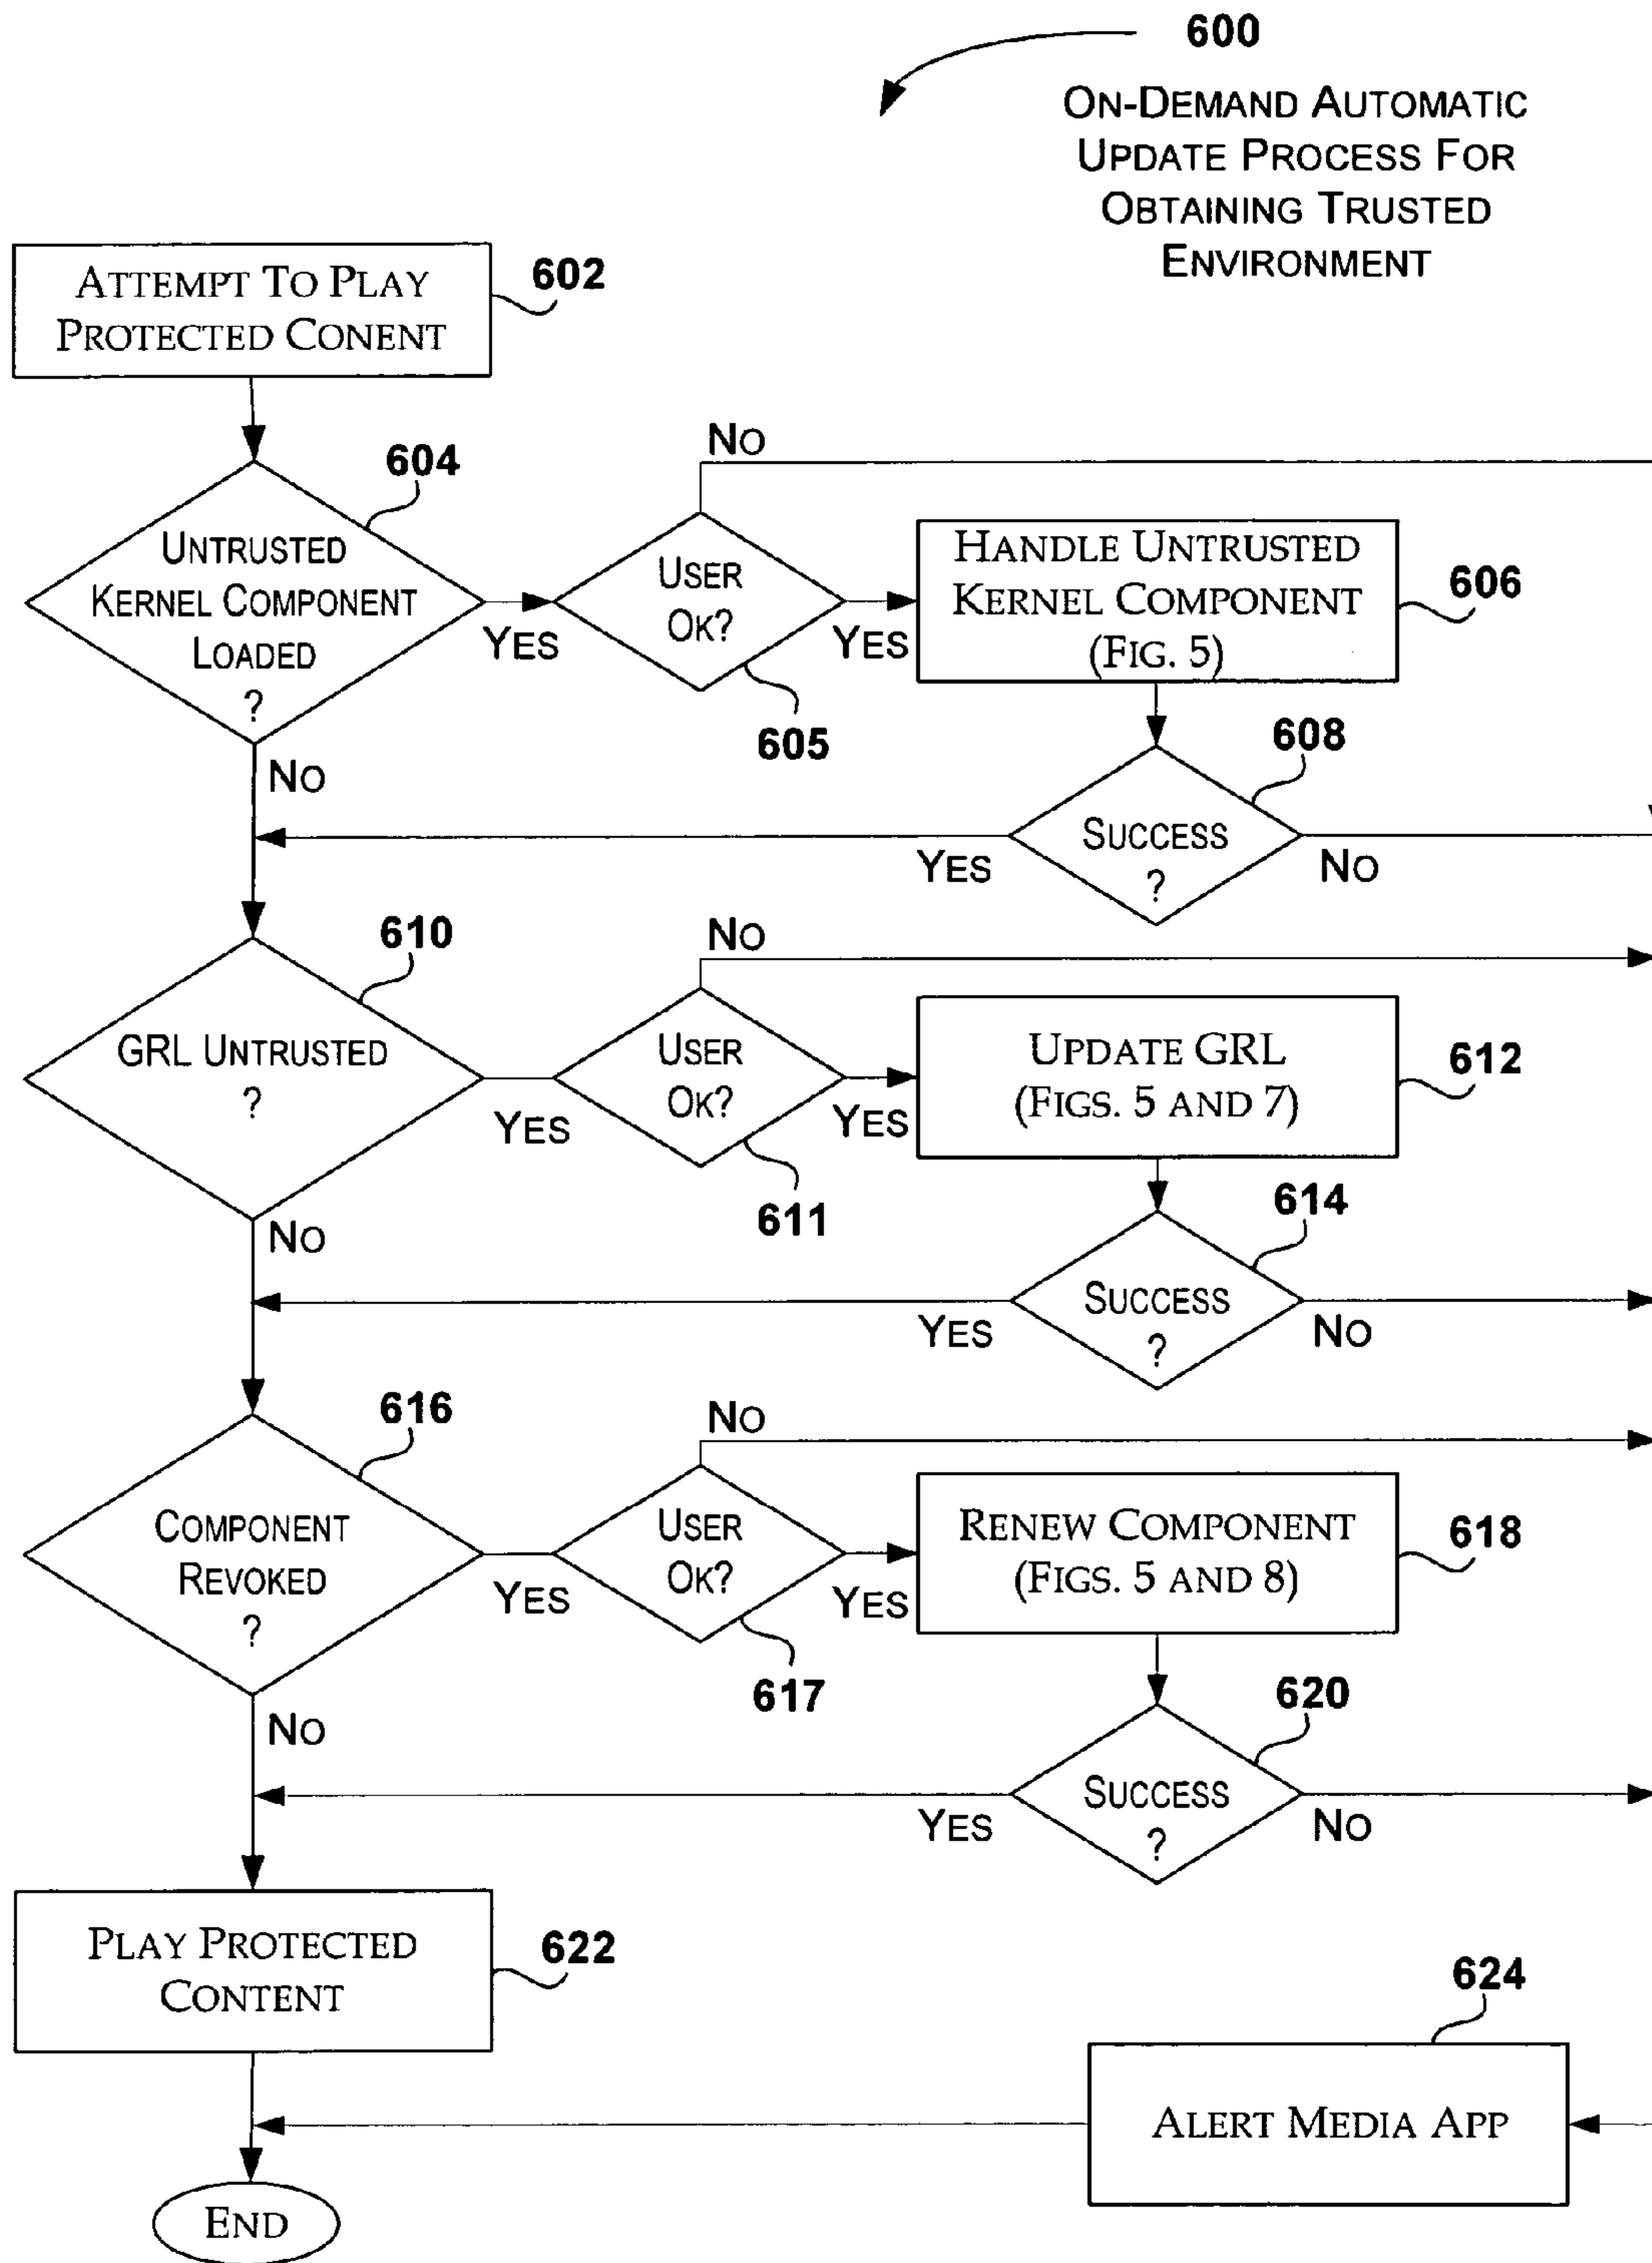 600
On-Demand Automatic
Update Process For
Obtaining Trusted
Environment
Attempt To Play
Protected Conent
602
604
Untrusted
Kernel Component
Loaded
?
Yes
No
User
Ok?
605
No
Yes
Handle Untrusted
Kernel Component
(Fig. 5)
606
608
Success
?
Yes
No
610
GRL Untrusted
?
Yes
No
User
Ok?
611
No
Yes
Update GRL
(Figs. 5 and 7)
612
614
Success
?
Yes
No
616
Component
Revoked
?
Yes
No
User
Ok?
617
No
Yes
Renew Component
(Figs. 5 and 8)
618
620
Success
?
Yes
No
Play Protected
Content
622
624
Alert Media App
End